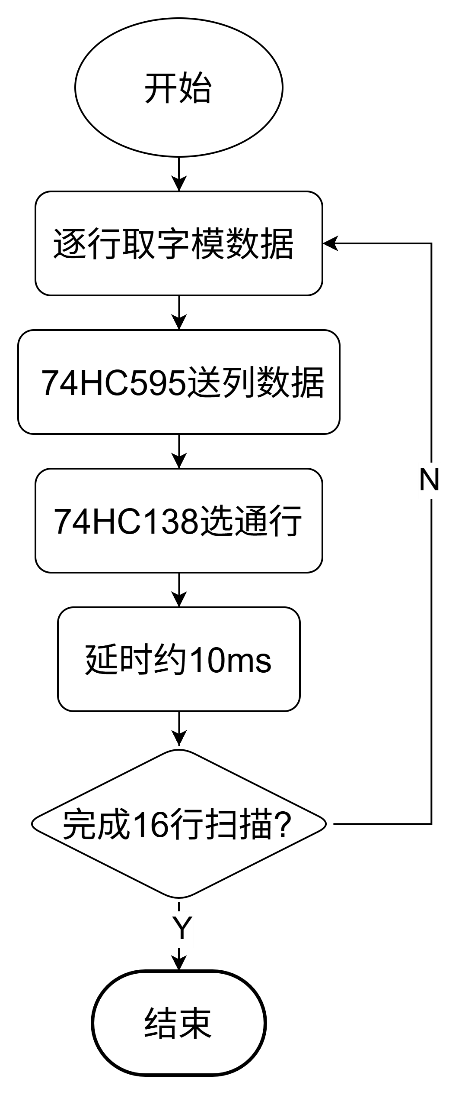 开始
逐行取字模数据
74HC595送列数据
74HC138选通行
N
延时约10ms
完成16行扫描?
Y
结束